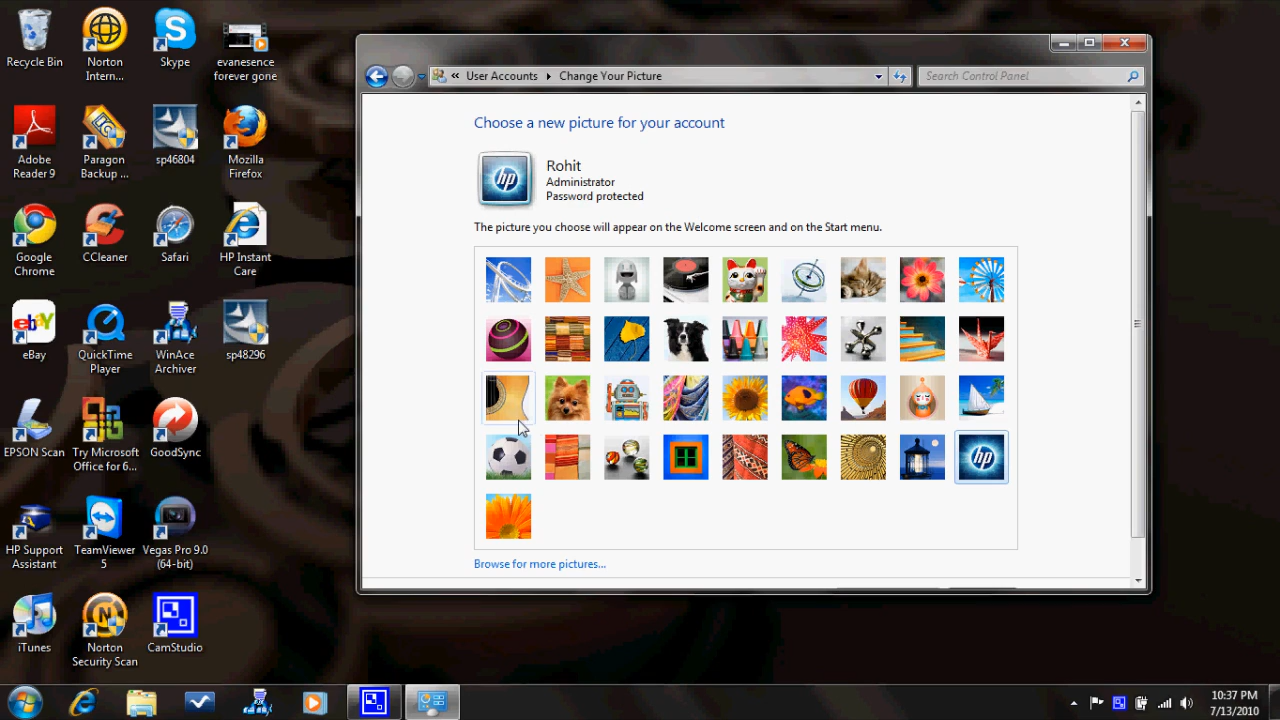 Recycle Bin
Norton
Intern...
Skype
evanesence
forever gone
Adobe
Reader 9
Paragon
Backup ...
sp46804
Mozilla
Firefox
Google
Chrome
CCleaner
Safari
HP Instant
Care
ebY
eBay
QuickTime
Player
WinAce
Archiver
sp48296
EPSON Scan
Try Microsoft
Office for 6...
GoodSync
HP Support
Assistant
TeamViewer
5
Vegas Pro 9.0
(64-bit)
iTunes
Norton
Security Scan
CamStudio
« User Accounts
Change Your Picture
Search Control Panel
Choose a new picture for your account
hp
Rohit
Administrator
Password protected
The picture you choose will appear on the Welcome screen and on the Start menu.
hp
Browse for more pictures...
10:37 PM
7/13/2010